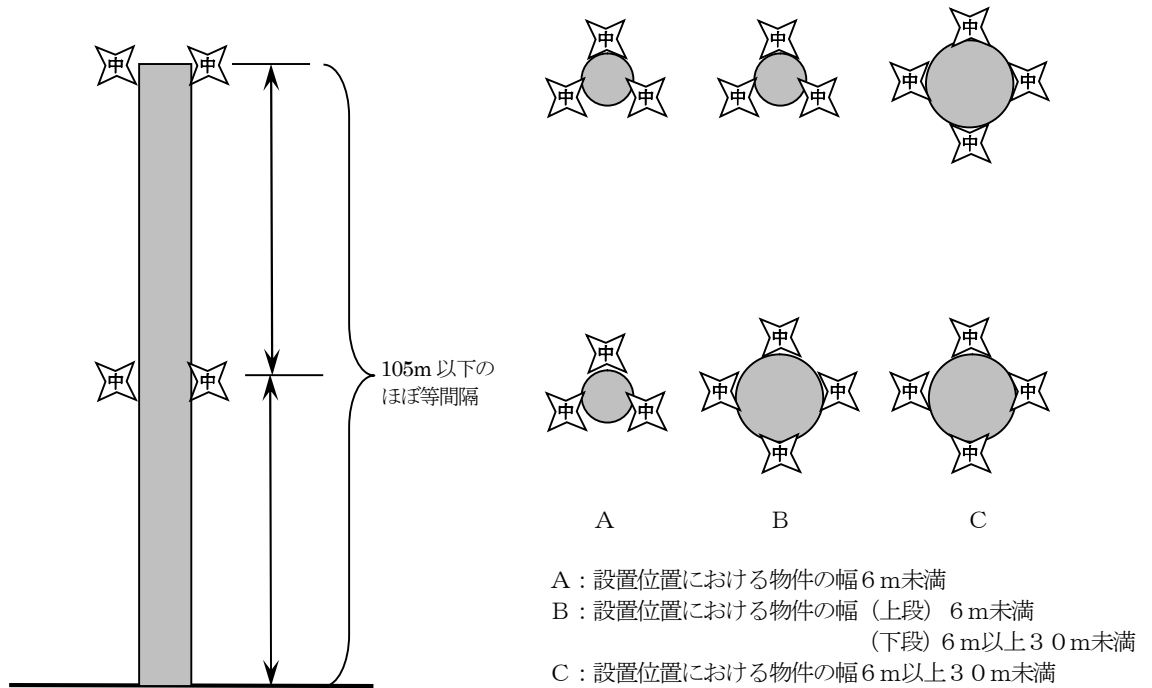 中 中
中 中
105m 以下の
ほぼ等間隔
中 中 中
中 中 中 中 中 中
中
中 中 中
中 中 中 中 中 中
中 中
A B C
A：設置位置における物件の幅6m未満
B：設置位置における物件の幅（上段）6m未満
（下段）6m以上30m未満
C：設置位置における物件の幅6m以上30m未満